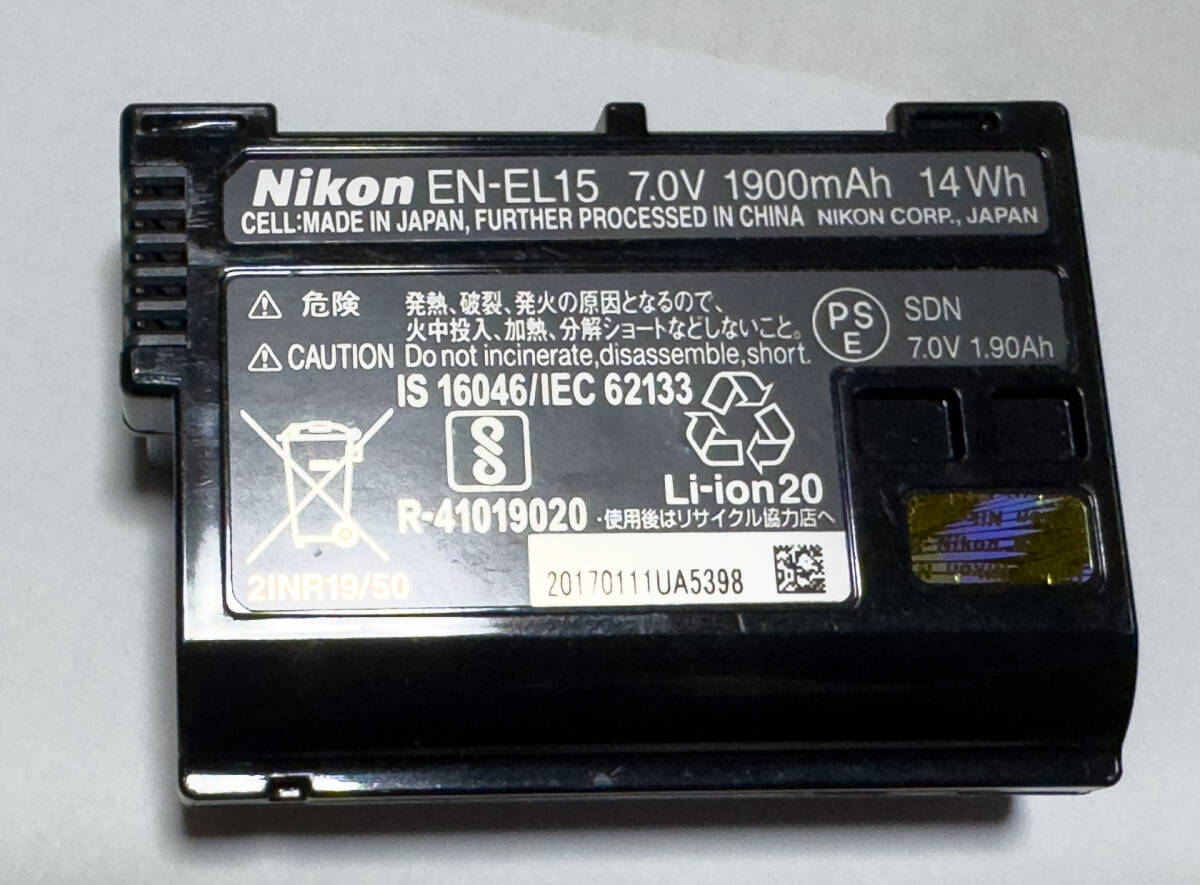 Nikon EN-EL15 7.0V 1900mAh 14Wh
CELL:MADE IN JAPAN, FURTHER PROCESSED IN CHINA NIKON CORP., JAPAN
危険 発熱、破裂、発火の原因となるので、
火中投入、加熱、分解ショートなどしないこと。
CAUTION Do not incinerate,disassemble,short.
PS
E
SDN
7.0V 1.90Ah
IS 16046/IEC 62133
R-41019020
Li-ion20
・使用後はリサイクル協力店へ
2INR19/50
20170111UA5398
Nikon